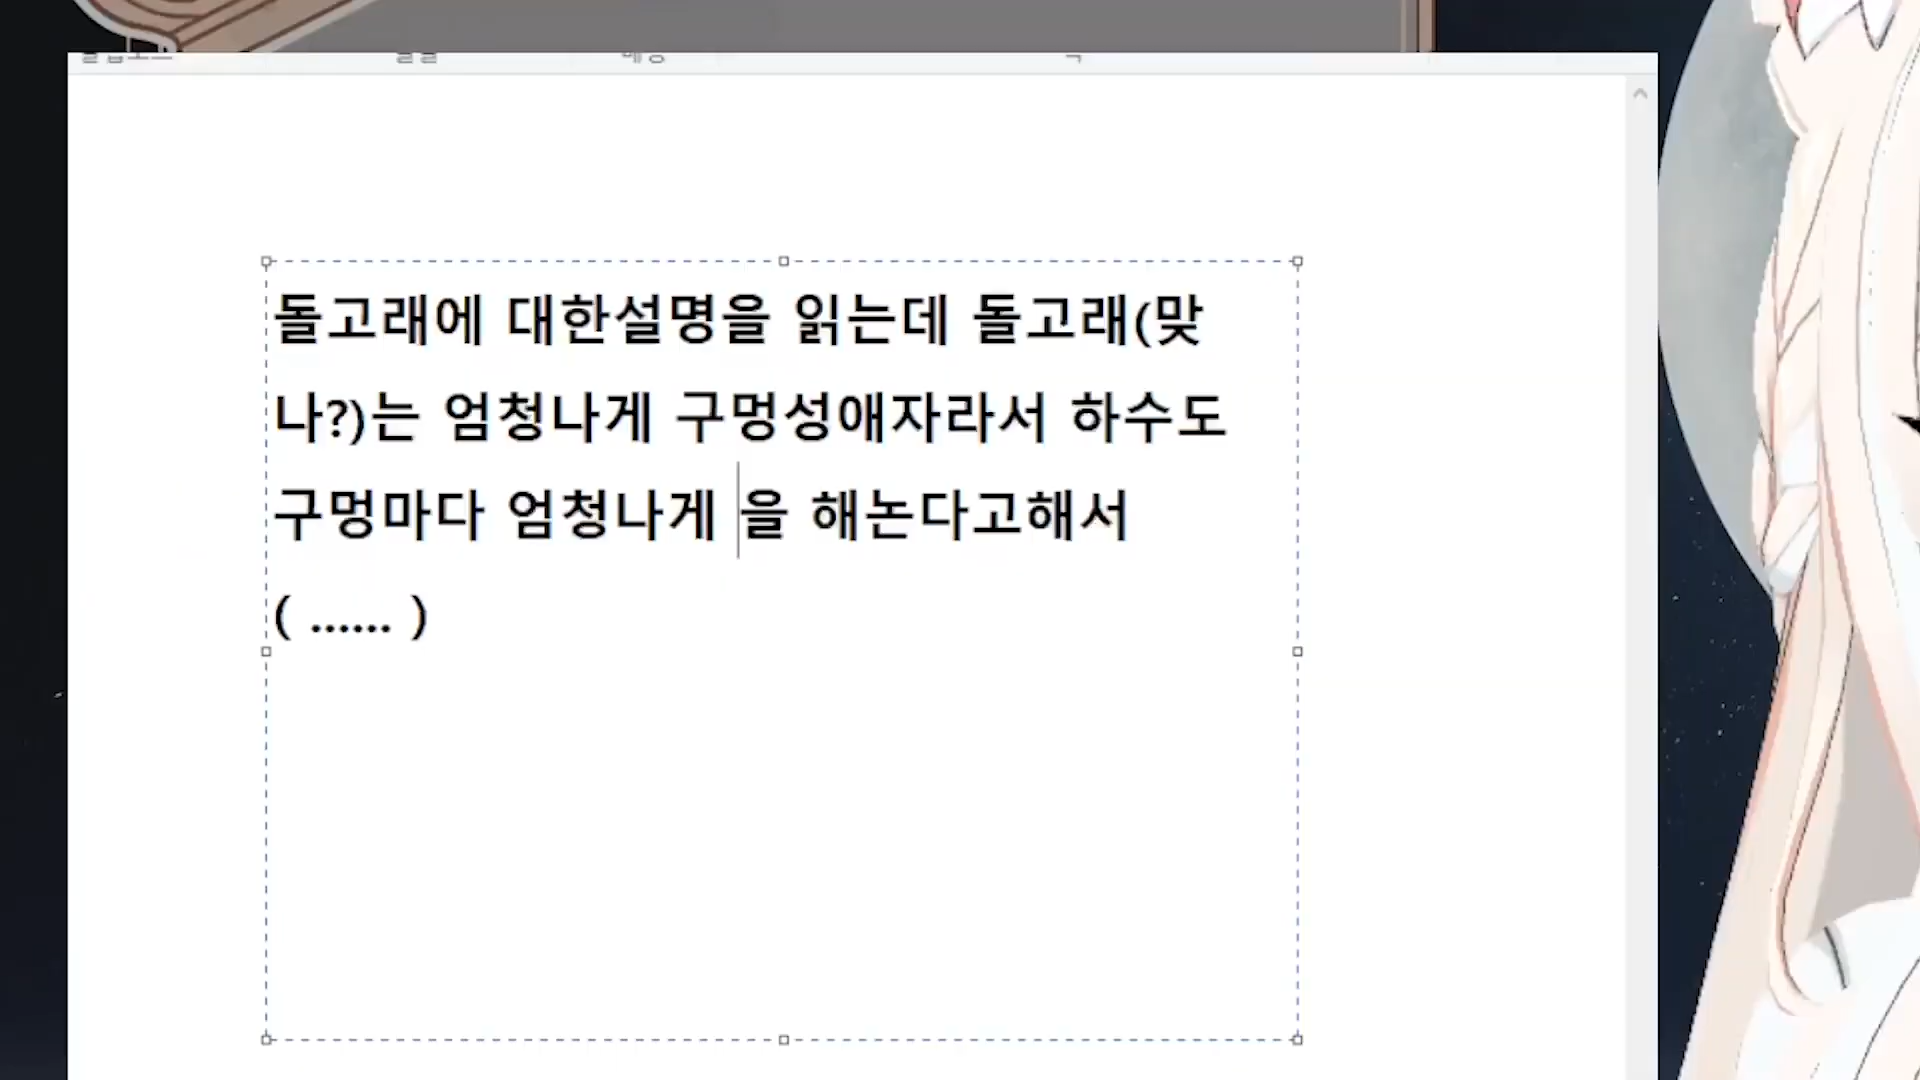 돌고래에 대한설명을 읽는데 돌고래(맞
나?)는 엄청나게 구멍성애자라서 하수도
구멍마다 엄청나게 을 해논다고해서
( ...... )